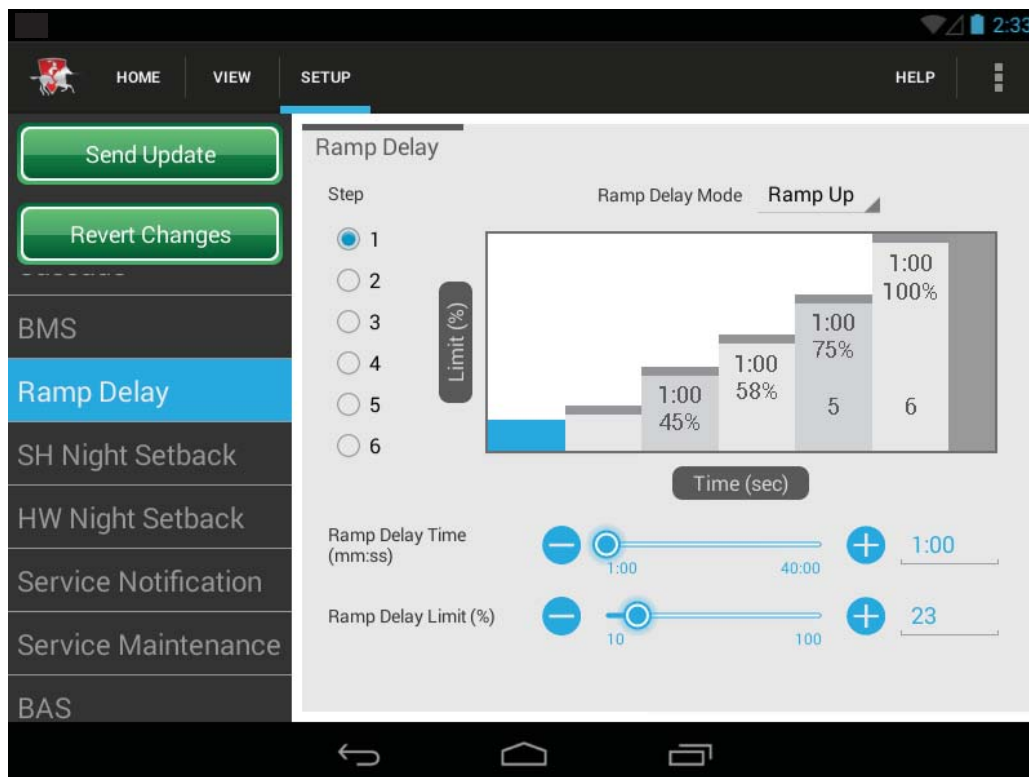 2:33
HOME VIEW SETUP HELP
Send Update
Revert Changes
BMS
Ramp Delay
SH Night Setback
HW Night Setback
Service Notification
Service Maintenance
BAS
Ramp Delay
Step
Ramp Delay Mode Ramp Up
1
2
3
4
5
6
Limit (%)
1:00
45%
1:00
58%
1:00
75%
5
1:00
100%
6
Time (sec)
Ramp Delay Time
(mm:ss)
1:00
40:00
1:00
Ramp Delay Limit (%)
10
100
23